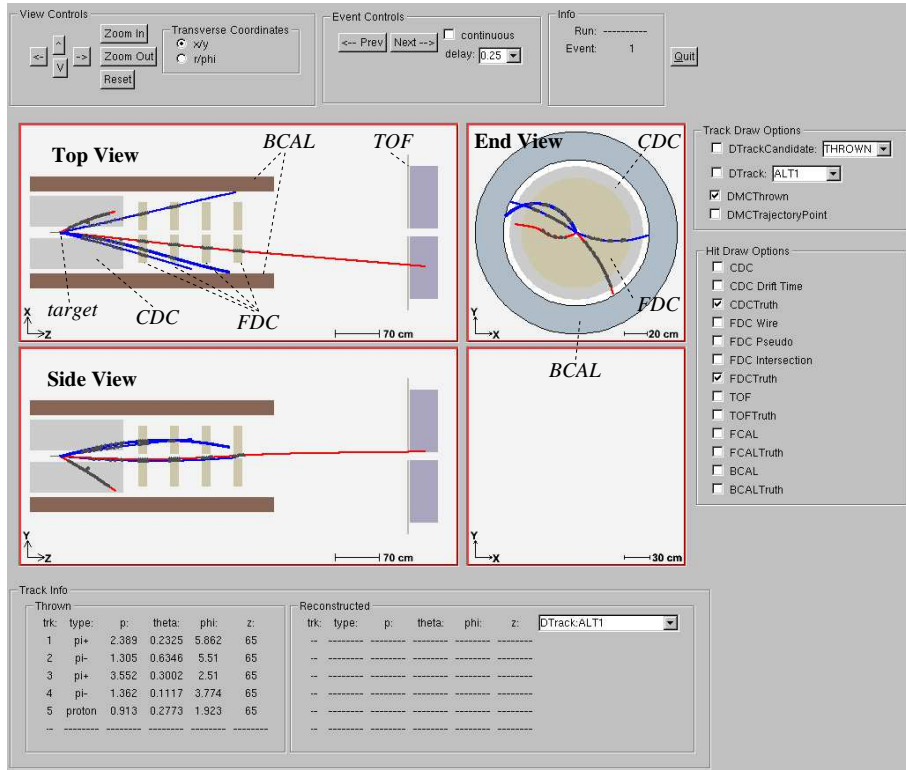 View Controls
<-
^
V
->
Zoom In
Zoom Out
Reset
Transverse Coordinates
x/y
r/phi
Event Controls
<-- Prev
Next -->
continuous
delay: 0.25
Info
Run: ----------
Event: 1
Quit
Top View
BCAL
TOF
target
CDC
FDC
X
Z
70 cm
End View
CDC
FDC
BCAL
Y
X
20 cm
Side View
Y
Z
70 cm
Y
X
30 cm
Track Draw Options
DTrackCandidate: THROWN
DTrack: ALT1
DMCThrown
DMCTrajectoryPoint
Hit Draw Options
CDC
CDC Drift Time
CDCTruth
FDC Wire
FDC Pseudo
FDC Intersection
FDCTruth
TOF
TOFTruth
FCAL
FCALTruth
BCAL
BCALTruth
Track Info
Thrown
trk: type: p: theta: phi: z:
1 pi+ 2.389 0.2325 5.862 65
2 pi- 1.305 0.6346 5.51 65
3 pi+ 3.552 0.3002 2.51 65
4 pi- 1.362 0.1117 3.774 65
5 proton 0.913 0.2773 1.923 65
-- -------- -------- -------- -------- --------
Reconstructed
trk: type: p: theta: phi: z:
DTrack:ALT1
-- -------- -------- -------- -------- --------
-- -------- -------- -------- -------- --------
-- -------- -------- -------- -------- --------
-- -------- -------- -------- -------- --------
-- -------- -------- -------- -------- --------
-- -------- -------- -------- -------- --------